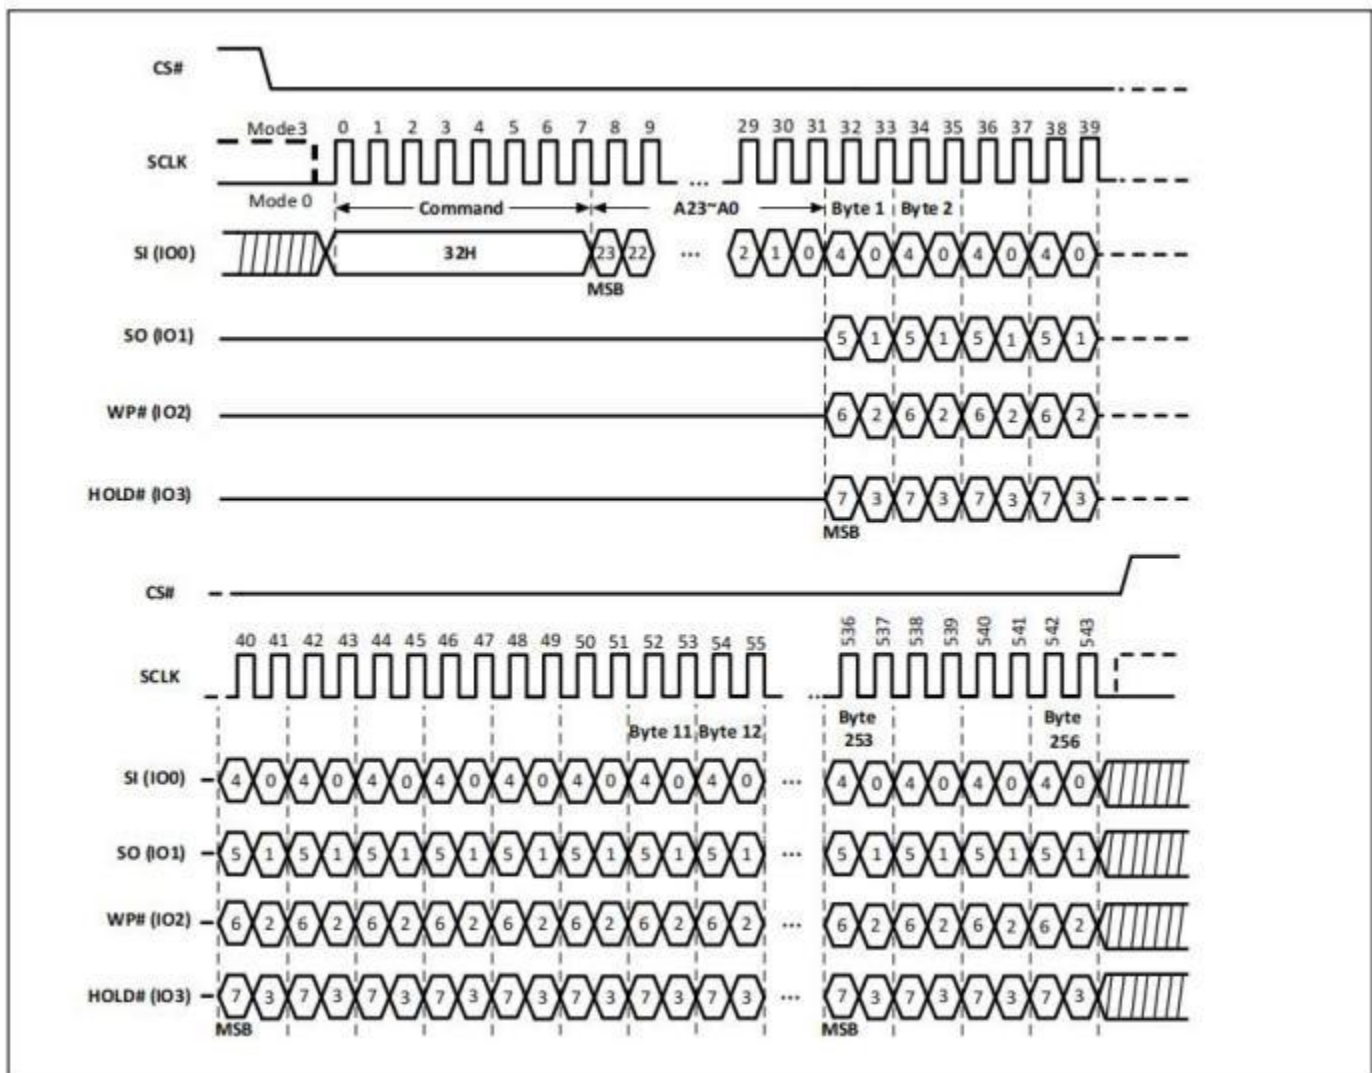 CS#
Mode3 0 1 2 3 4 5 6 7 8 9 29 30 31 32 33 34 35 36 37 38 39
SCLK ...
Mode 0 Command A23~A0 Byte 1 Byte 2
SI (IO0) 32H 23 22 ... 2 1 0 4 0 4 0 4 0 4 0
MSB
SO (IO1) 5 1 5 1 5 1 5 1
WP# (IO2) 6 2 6 2 6 2 6 2
HOLD# (IO3) 7 3 7 3 7 3 7 3
MSB
CS#
40 41 42 43 44 45 46 47 48 49 50 51 52 53 54 55 536 537 538 539 540 541 542 543
SCLK ...
Byte 11 Byte 12 Byte 253 Byte 256
SI (IO0) 4 0 4 0 4 0 4 0 4 0 4 0 4 0 4 0 ... 4 0 4 0 4 0 4 0
SO (IO1) 5 1 5 1 5 1 5 1 5 1 5 1 5 1 5 1 ... 5 1 5 1 5 1 5 1
WP# (IO2) 6 2 6 2 6 2 6 2 6 2 6 2 6 2 6 2 ... 6 2 6 2 6 2 6 2
HOLD# (IO3) 7 3 7 3 7 3 7 3 7 3 7 3 7 3 7 3 ... 7 3 7 3 7 3 7 3
MSB MSB